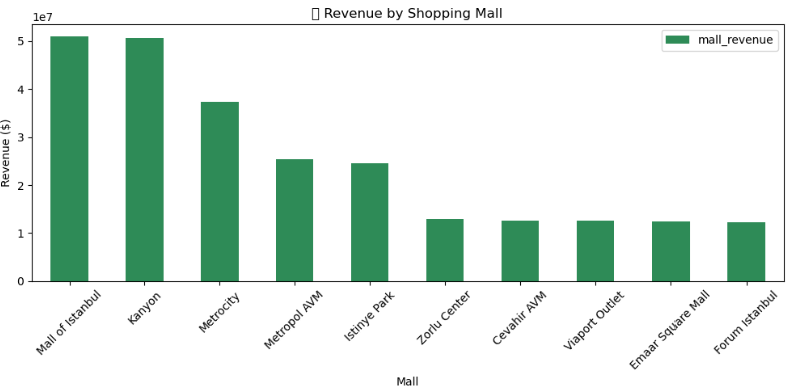 1e7
▯ Revenue by Shopping Mall
mall_revenue
Revenue ($)
5
4
3
2
1
0
Mall of Istanbul
Kanyon
Metrocity
Metropol AVM
Istinye Park
Zorlu Center
Cevahir AVM
Viaport Outlet
Emaar Square Mall
Forum Istanbul
Mall